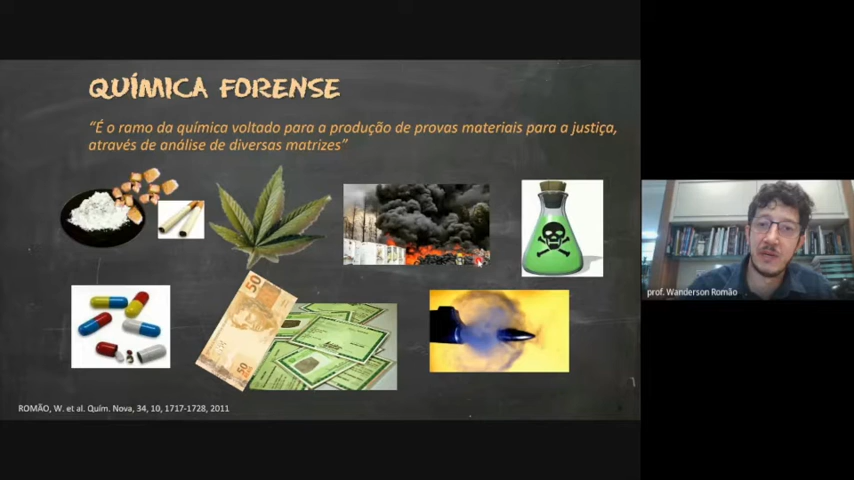 QUÍMICA FORENSE
“É o ramo da química voltado para a produção de provas materiais para a justiça,
através de análise de diversas matrizes”
50
50
prof. Wanderson Romão
ROMÃO, W. et al. Quím. Nova, 34, 10, 1717-1728, 2011